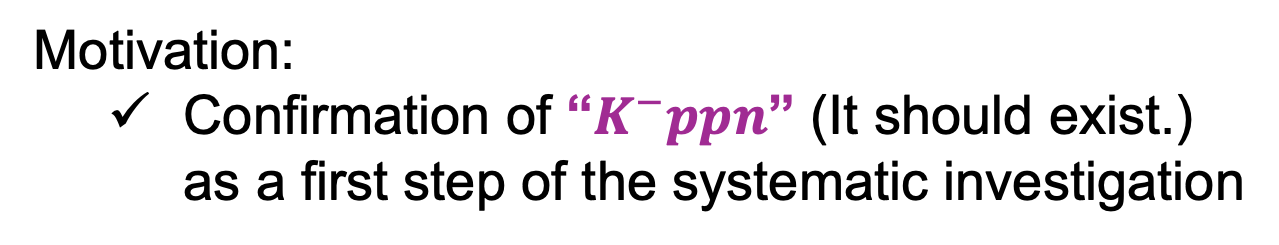 Motivation:
✓ Confirmation of “K⁻ppn” (It should exist.)
as a first step of the systematic investigation